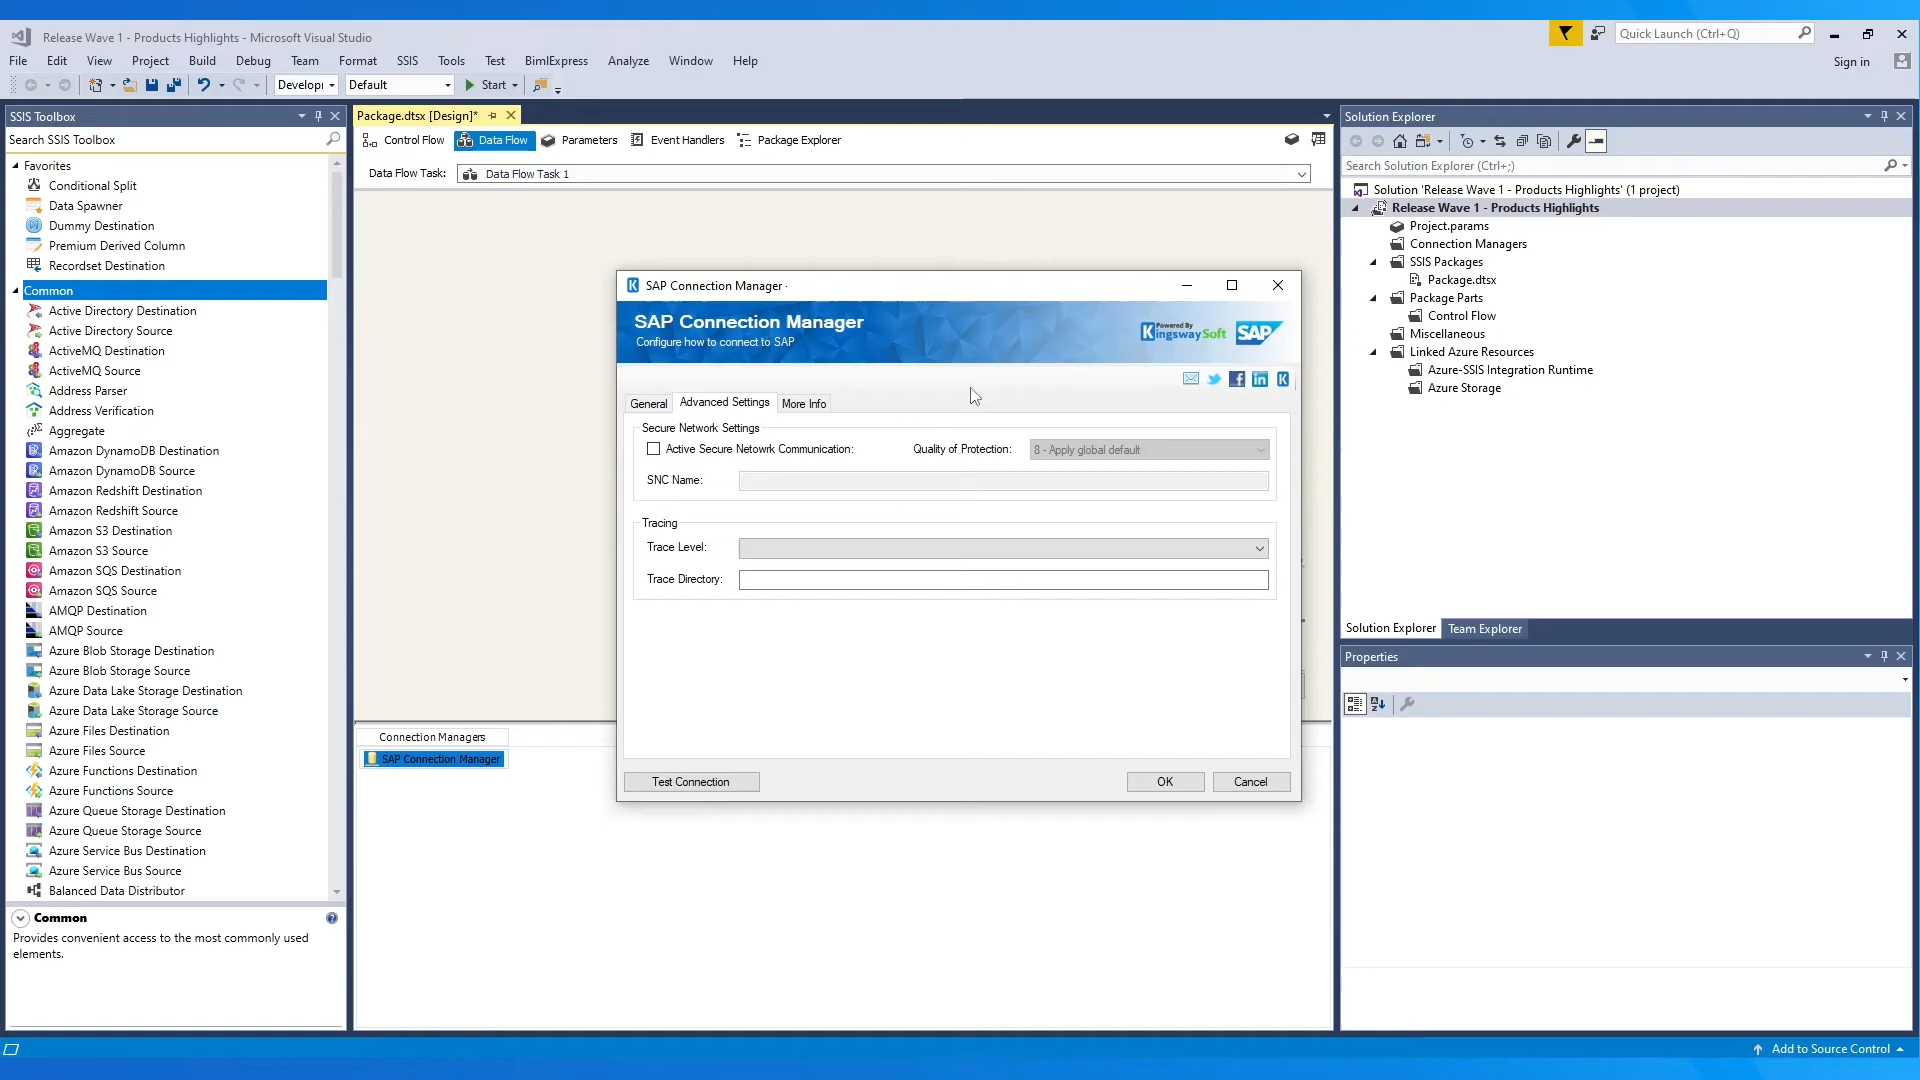 Release Wave 1 - Products Highlights - Microsoft Visual Studio
Quick Launch (Ctrl+Q)
File Edit View Project Build Debug Team Format SSIS Tools Test BimlExpress Analyze Window Help
Sign in
Develop Default Start
SSIS Toolbox
Search SSIS Toolbox
Favorites
Conditional Split
Data Spawner
Dummy Destination
Premium Derived Column
Recordset Destination
Common
Active Directory Destination
Active Directory Source
ActiveMQ Destination
ActiveMQ Source
Address Parser
Address Verification
Aggregate
Amazon DynamoDB Destination
Amazon DynamoDB Source
Amazon Redshift Destination
Amazon Redshift Source
Amazon S3 Destination
Amazon S3 Source
Amazon SQS Destination
Amazon SQS Source
AMQP Destination
AMQP Source
Azure Blob Storage Destination
Azure Blob Storage Source
Azure Data Lake Storage Destination
Azure Data Lake Storage Source
Azure Files Destination
Azure Files Source
Azure Functions Destination
Azure Functions Source
Azure Queue Storage Destination
Azure Queue Storage Source
Azure Service Bus Destination
Azure Service Bus Source
Balanced Data Distributor
Common
Provides convenient access to the most commonly used
elements.
Package.dtsx [Design]*
Control Flow Data Flow Parameters Event Handlers Package Explorer
Data Flow Task: Data Flow Task 1
SAP Connection Manager
SAP Connection Manager
Configure how to connect to SAP
Powered By
KingswaySoft SAP
General Advanced Settings More Info
Secure Network Settings
Active Secure Netowrk Communication: Quality of Protection: 8 - Apply global default
SNC Name:
Tracing
Trace Level:
Trace Directory:
Test Connection OK Cancel
Connection Managers
SAP Connection Manager
Solution Explorer
Search Solution Explorer (Ctrl+;)
Solution 'Release Wave 1 - Products Highlights' (1 project)
Release Wave 1 - Products Highlights
Project.params
Connection Managers
SSIS Packages
Package.dtsx
Package Parts
Control Flow
Miscellaneous
Linked Azure Resources
Azure-SSIS Integration Runtime
Azure Storage
Solution Explorer Team Explorer
Properties
Add to Source Control